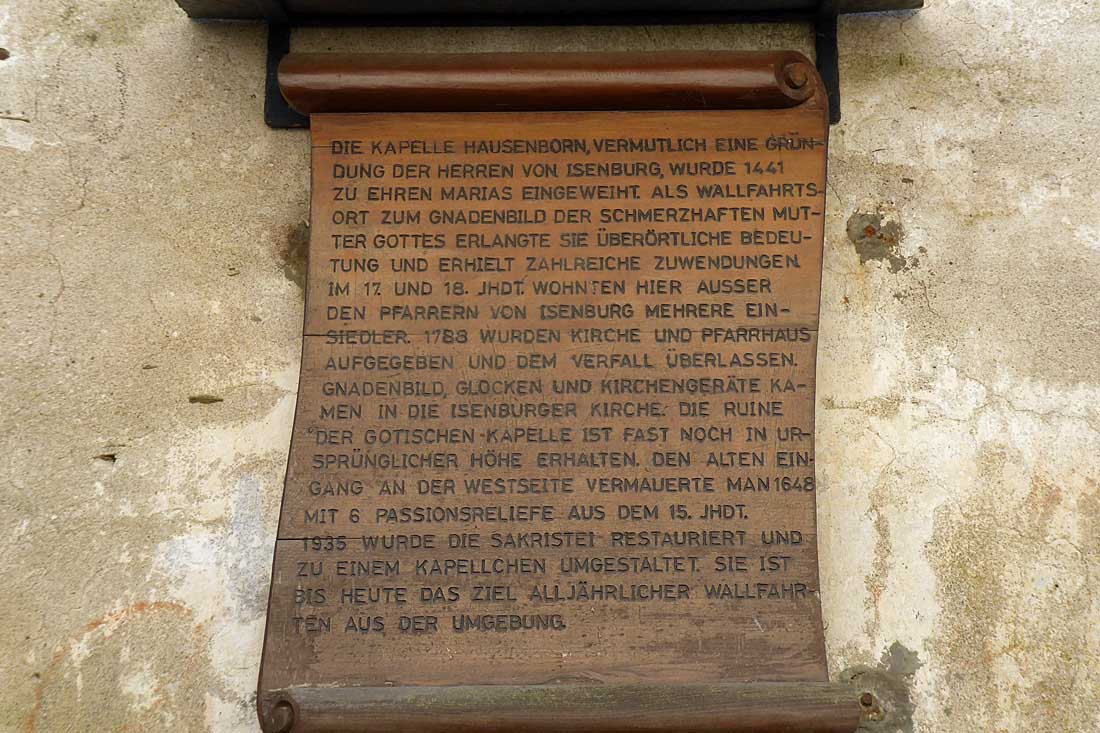 DIE KAPELLE HAUSENBORN, VERMUTLICH EINE GRÜN-
DUNG DER HERREN VON ISENBURG, WURDE 1441
ZU EHREN MARIAS EINGEWEIHT. ALS WALLFAHRTS-
ORT ZUM GNADENBILD DER SCHMERZHAFTEN MUT-
TER GOTTES ERLANGTE SIE ÜBERÖRTLICHE BEDEU-
TUNG UND ERHIELT ZAHLREICHE ZUWENDUNGEN.
IM 17. UND 18. JHDT. WOHNTEN HIER AUSSER
DEN PFARRERN VON ISENBURG MEHRERE EIN-
SIEDLER. 1788 WURDEN KIRCHE UND PFARRHAUS
AUFGEGEBEN UND DEM VERFALL ÜBERLASSEN.
GNADENBILD, GLOCKEN UND KIRCHENGERÄTE KA-
MEN IN DIE ISENBURGER KIRCHE. DIE RUINE
DER GOTISCHEN KAPELLE IST FAST NOCH IN UR-
SPRÜNGLICHER HÖHE ERHALTEN. DEN ALTEN EIN-
GANG AN DER WESTSEITE VERMAUERTE MAN 1648
MIT 6 PASSIONSRELIEFE AUS DEM 15. JHDT.
1935 WURDE DIE SAKRISTEI RESTAURIERT UND
ZU EINEM KAPELLCHEN UMGESTALTET. SIE IST
BIS HEUTE DAS ZIEL ALLJÄHRLICHER WALLFAHR-
TEN AUS DER UMGEBUNG.